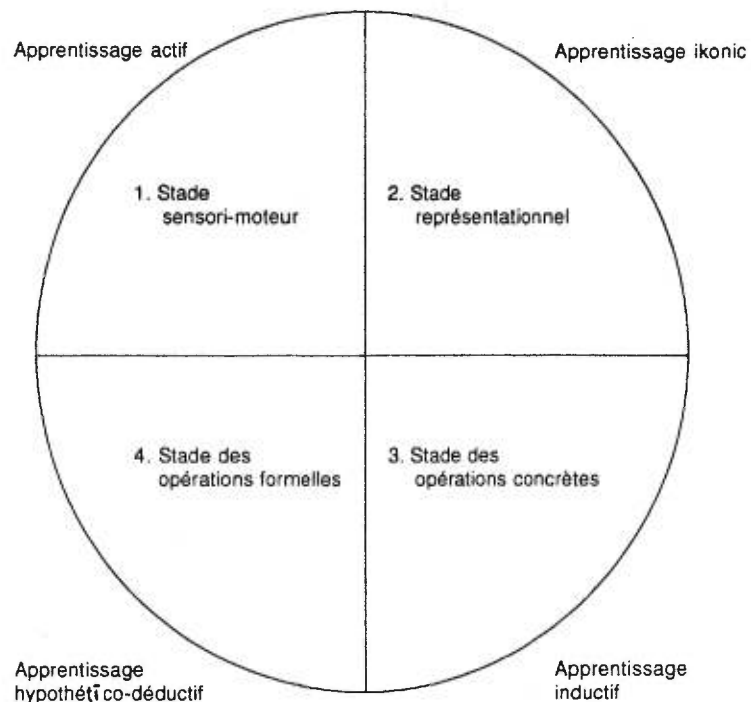 Apprentissage actif
Apprentissage ikonic
1. Stade
sensori-moteur
2. Stade
représentationnel
4. Stade des
opérations formelles
3. Stade des
opérations concrètes
Apprentissage
hypothético-déductif
Apprentissage
inductif